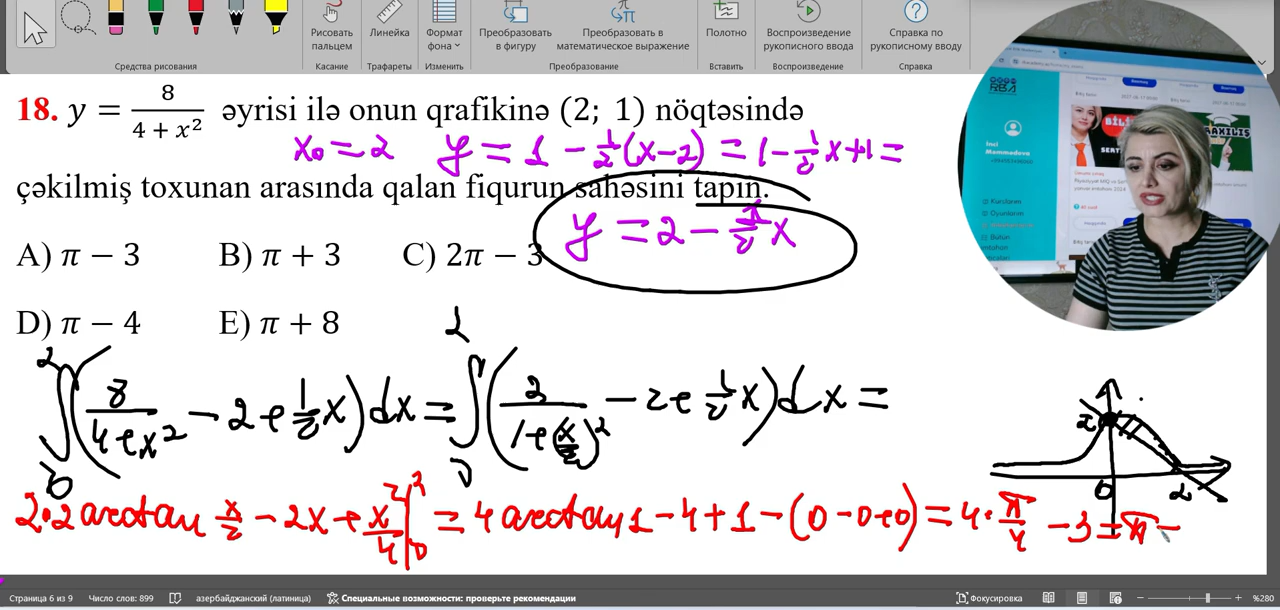 Рисовать пальцем
Линейка
Формат фона
Преобразовать в фигуру
Преобразовать в математическое выражение
Полотно
Воспроизведение рукописного ввода
Справка по рукописному вводу
Средства рисования
Касание
Трафареты
Изменить
Преобразование
Вставить
Воспроизведение
Справка
18. y = 8/(4 + x²) əyrisi ilə onun qrafikinə (2; 1) nöqtəsində
x₀ = 2 y = 1 - 1/2(x-2) = 1 - 1/2x + 1 =
çəkilmiş toxunan arasında qalan fiqurun sahəsini tapın.
y = 2 - 1/2x
A) π − 3 B) π + 3 C) 2π − 3
D) π − 4 E) π + 8
∫₀²(8/(4+x²) - 2 + 1/2x)dx = ∫₀²(2/(1+(x/2)²) - 2 + 1/2x)dx =
2·2 arctan x/2 - 2x + x²/4 |₀² = 4 arctan 1 - 4 + 1 - (0 - 0 + 0) = 4·π/4 - 3 = π -
2
0 2
Страница 6 из 9 Число слов: 899 азербайджанский (латиница) Специальные возможности: проверьте рекомендации Фокусировка %280